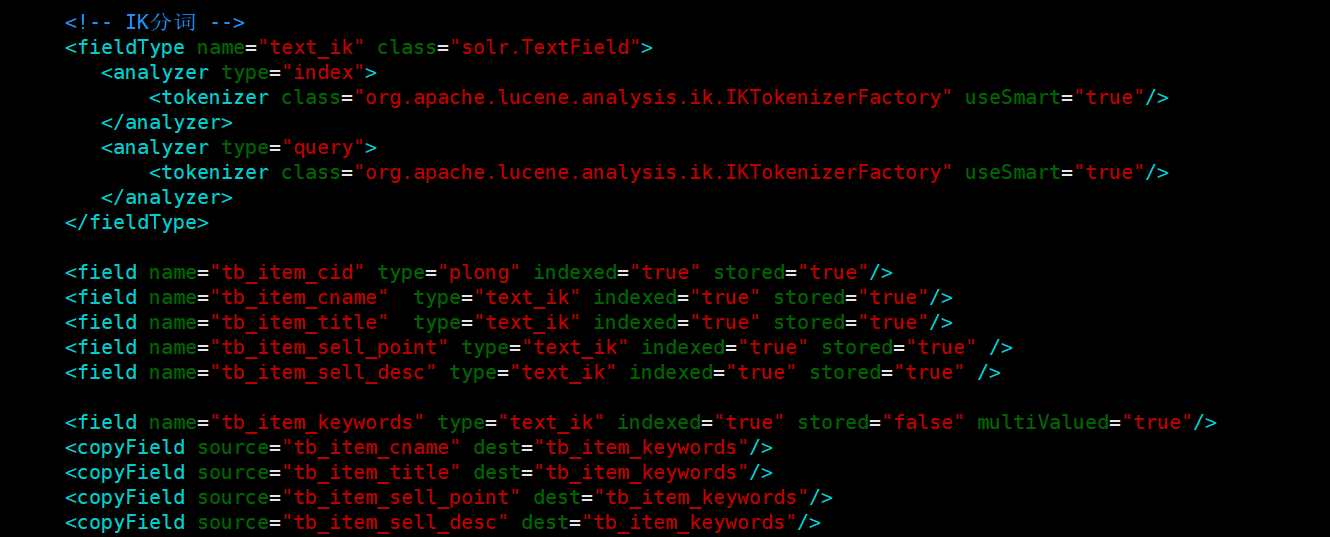 <!-- IK分词 -->
<fieldType name="text_ik" class="solr.TextField">
<analyzer type="index">
<tokenizer class="org.apache.lucene.analysis.ik.IKTokenizerFactory" useSmart="true"/>
</analyzer>
<analyzer type="query">
<tokenizer class="org.apache.lucene.analysis.ik.IKTokenizerFactory" useSmart="true"/>
</analyzer>
</fieldType>
<field name="tb_item_cid" type="plong" indexed="true" stored="true"/>
<field name="tb_item_cname"  type="text_ik" indexed="true" stored="true"/>
<field name="tb_item_title"  type="text_ik" indexed="true" stored="true"/>
<field name="tb_item_sell_point" type="text_ik" indexed="true" stored="true" />
<field name="tb_item_sell_desc" type="text_ik" indexed="true" stored="true" />
<field name="tb_item_keywords" type="text_ik" indexed="true" stored="false" multiValued="true"/>
<copyField source="tb_item_cname" dest="tb_item_keywords"/>
<copyField source="tb_item_title" dest="tb_item_keywords"/>
<copyField source="tb_item_sell_point" dest="tb_item_keywords"/>
<copyField source="tb_item_sell_desc" dest="tb_item_keywords"/>